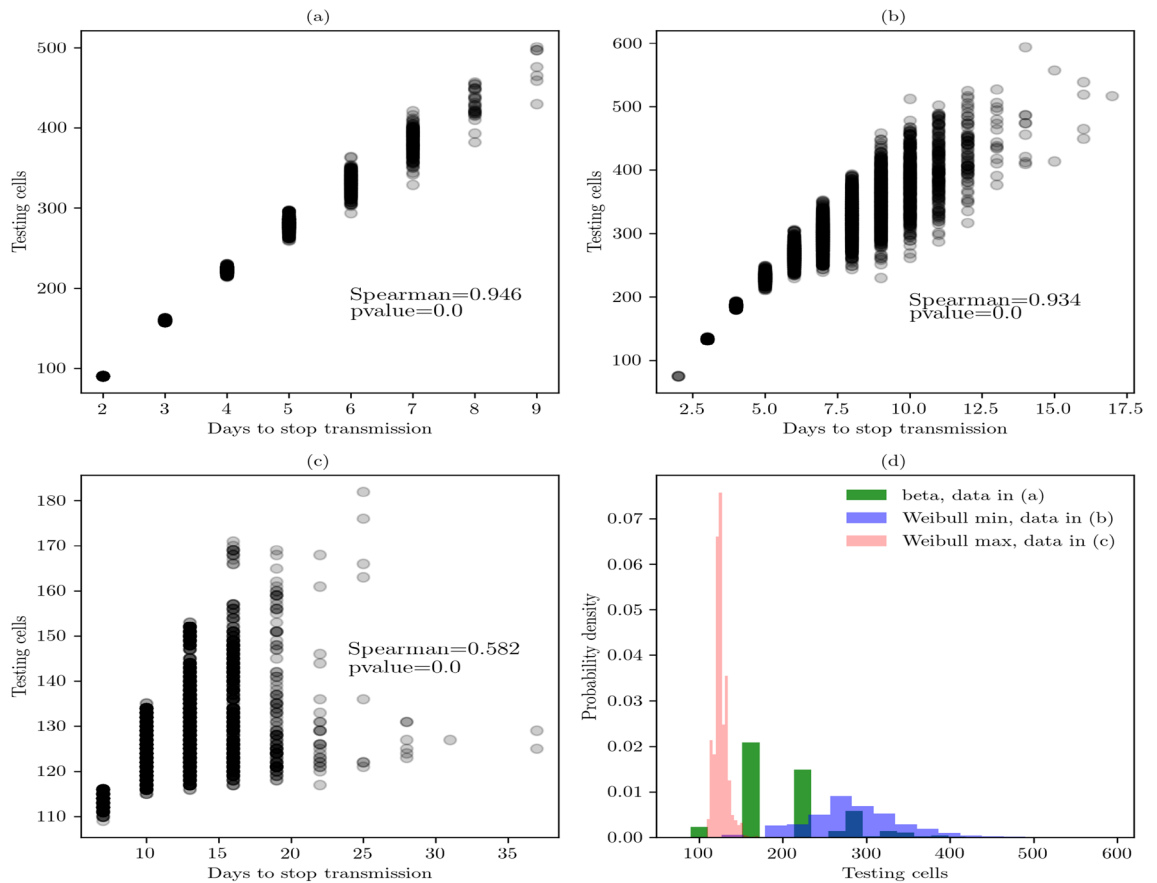 (a)
500
400
300
200
100
Testing cells
Spearman=0.946
pvalue=0.0
2 3 4 5 6 7 8 9
Days to stop transmission
(b)
600
500
400
300
200
100
Testing cells
Spearman=0.934
pvalue=0.0
2.5 5.0 7.5 10.0 12.5 15.0 17.5
Days to stop transmission
(c)
180
170
160
150
140
130
120
110
Testing cells
Spearman=0.582
pvalue=0.0
10 15 20 25 30 35
Days to stop transmission
(d)
beta, data in (a)
Weibull min, data in (b)
Weibull max, data in (c)
0.07
0.06
0.05
0.04
0.03
0.02
0.01
0.00
Probability density
100 200 300 400 500 600
Testing cells